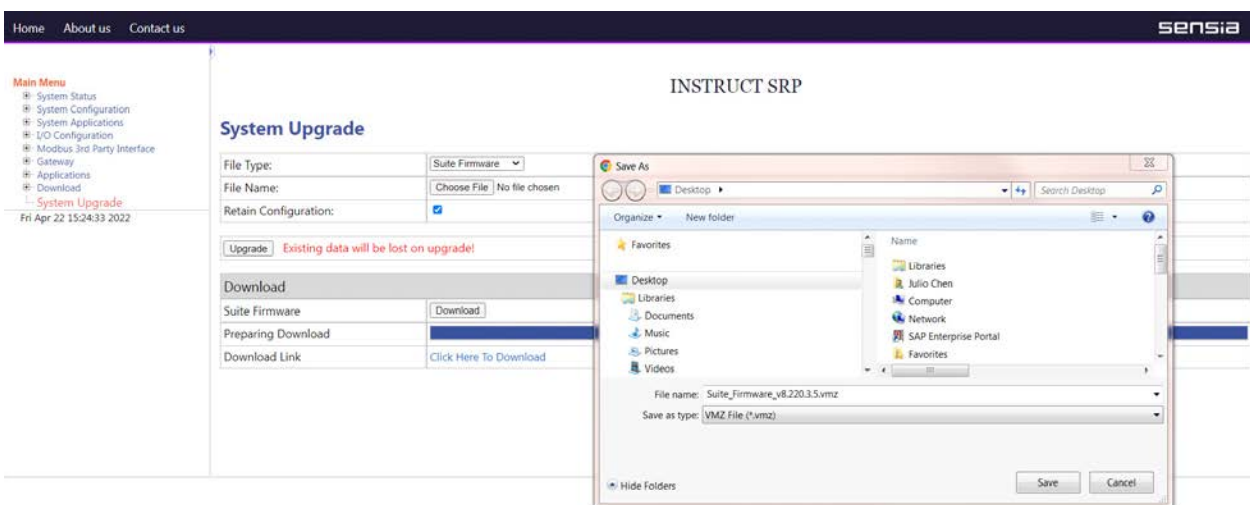 Home About us Contact us
sensia
Main Menu
System Status
System Configuration
System Applications
I/O Configuration
Modbus 3rd Party Interface
Gateway
Applications
Download
System Upgrade
Fri Apr 22 15:24:33 2022
INSTRUCT SRP
System Upgrade
File Type: Suite Firmware
File Name: Choose File No file chosen
Retain Configuration:
Upgrade Existing data will be lost on upgrade!
Download
Suite Firmware Download
Preparing Download
Download Link Click Here To Download
Save As
Desktop
Search Desktop
Organize New folder
Favorites
Desktop
Libraries
Documents
Music
Pictures
Videos
Name
Libraries
Julio Chen
Computer
Network
SAP Enterprise Portal
Favorites
File name: Suite_Firmware_v8.220.3.5.vmz
Save as type: VMZ File (*.vmz)
Hide Folders
Save Cancel